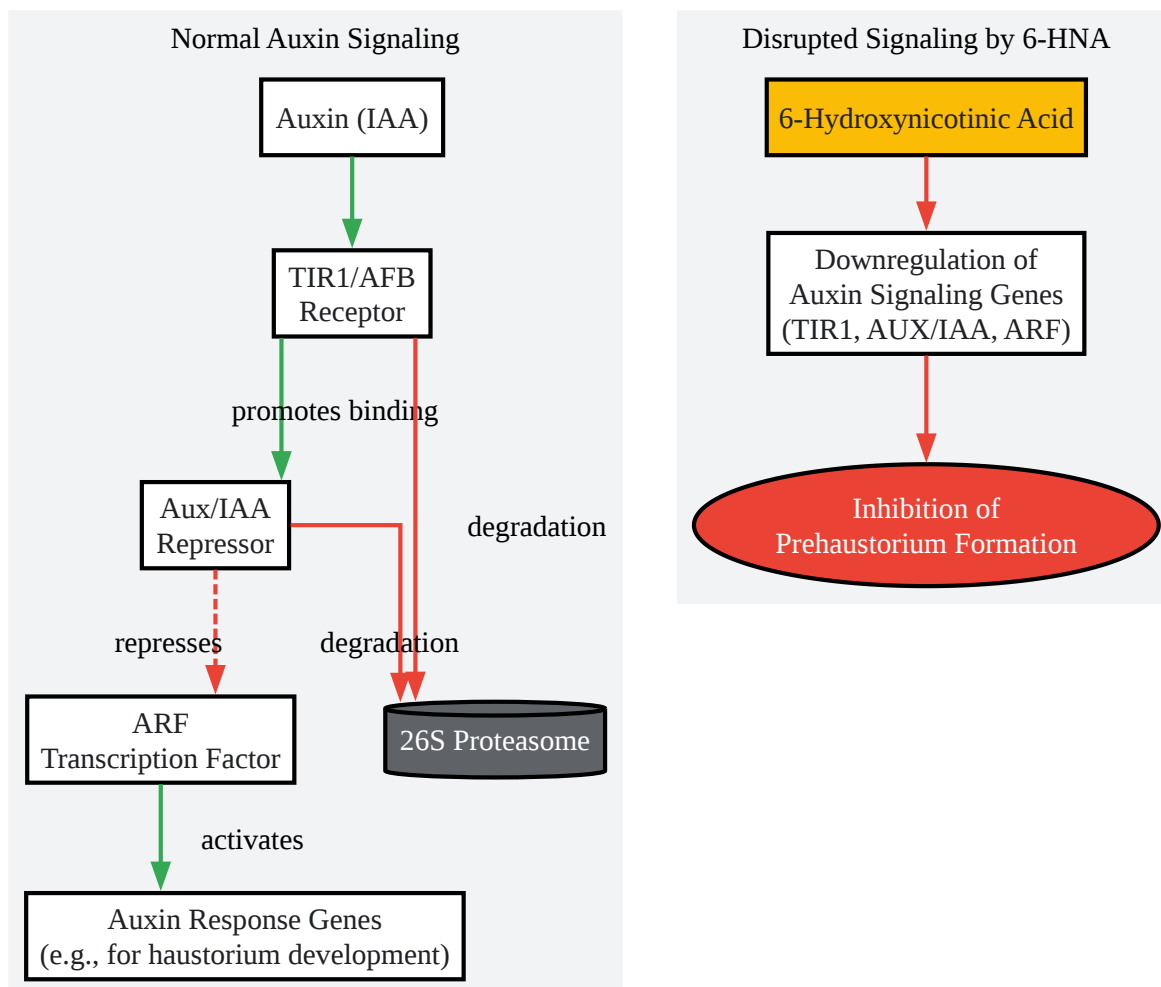 Normal Auxin Signaling
Auxin (IAA)
TIR1/AFB
Receptor
promotes binding
Aux/IAA
Repressor
degradation
represses
degradation
ARF
Transcription Factor
26S Proteasome
activates
Auxin Response Genes
(e.g., for haustorium development)
Disrupted Signaling by 6-HNA
6-Hydroxynicotinic Acid
Downregulation of
Auxin Signaling Genes
(TIR1, AUX/IAA, ARF)
Inhibition of
Prehaustorium Formation